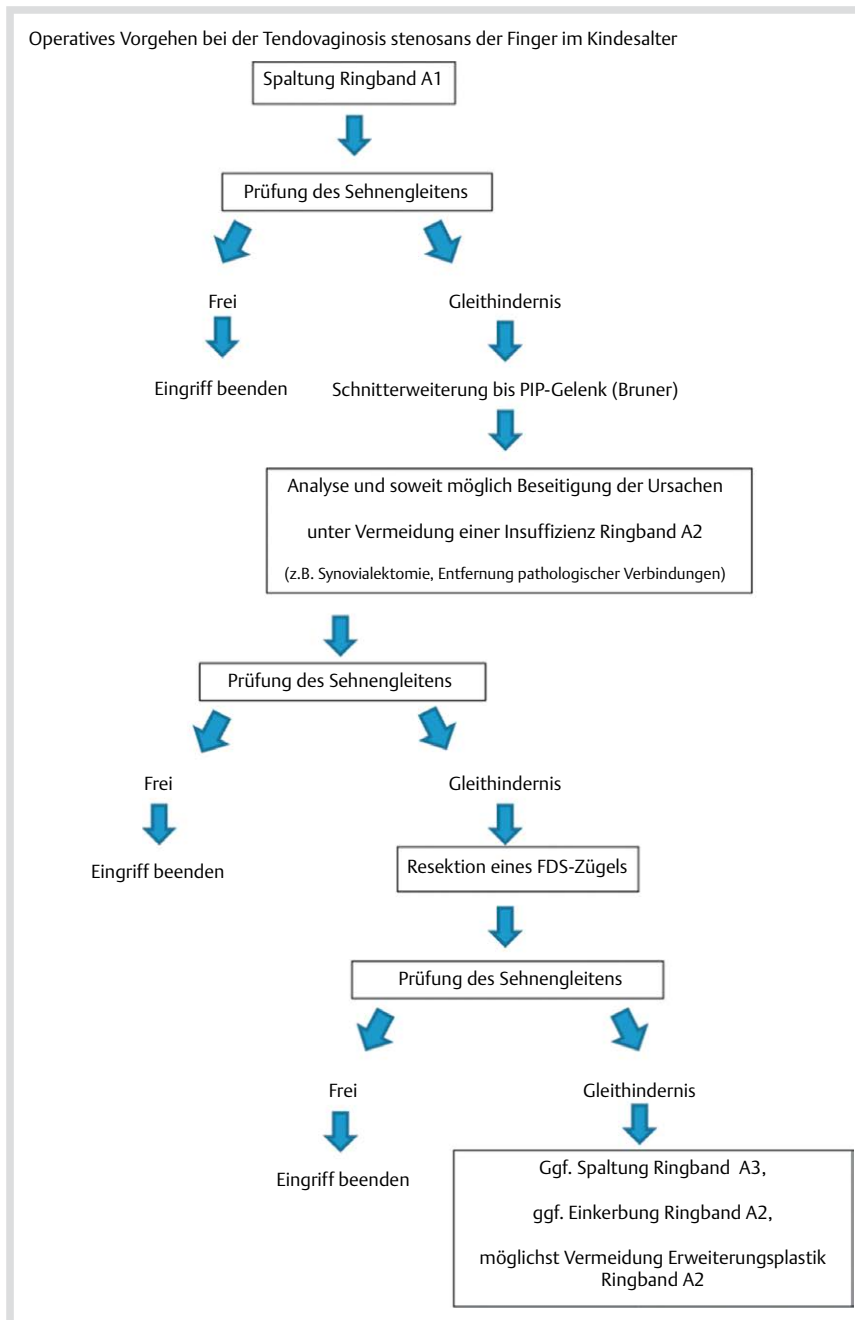 Operatives Vorgehen bei der Tendovaginosis stenosans der Finger im Kindesalter
Spaltung Ringband A1
Prüfung des Sehnengleitens
Frei
Gleithindernis
Eingriff beenden
Schnitterweiterung bis PIP-Gelenk (Bruner)
Analyse und soweit möglich Beseitigung der Ursachen
unter Vermeidung einer Insuffizienz Ringband A2
(z.B. Synovialektomie, Entfernung pathologischer Verbindungen)
Prüfung des Sehnengleitens
Frei
Gleithindernis
Eingriff beenden
Resektion eines FDS-Zügels
Prüfung des Sehnengleitens
Frei
Gleithindernis
Eingriff beenden
Ggf. Spaltung Ringband A3,
ggf. Einkerbung Ringband A2,
möglichst Vermeidung Erweiterungsplastik
Ringband A2